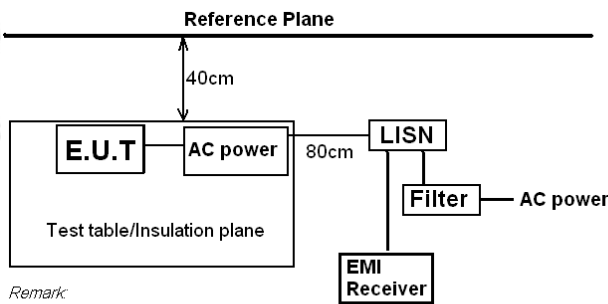 Reference Plane
40cm
E.U.T
AC power
80cm
LISN
Filter
AC power
Test table/Insulation plane
EMI
Receiver
Remark: